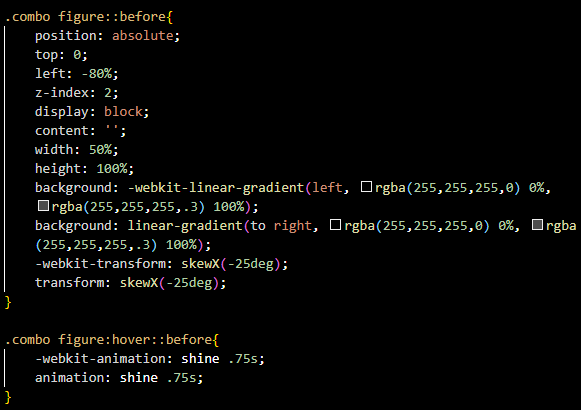 .combo figure::before{
position: absolute;
top: 0;
left: -80%;
z-index: 2;
display: block;
content: '';
width: 50%;
height: 100%;
background: -webkit-linear-gradient(left, rgba(255,255,255,0) 0%,
rgba(255,255,255,.3) 100%);
background: linear-gradient(to right, rgba(255,255,255,0) 0%, rgba
(255,255,255,.3) 100%);
-webkit-transform: skewX(-25deg);
transform: skewX(-25deg);
}
.combo figure:hover::before{
-webkit-animation: shine .75s;
animation: shine .75s;
}